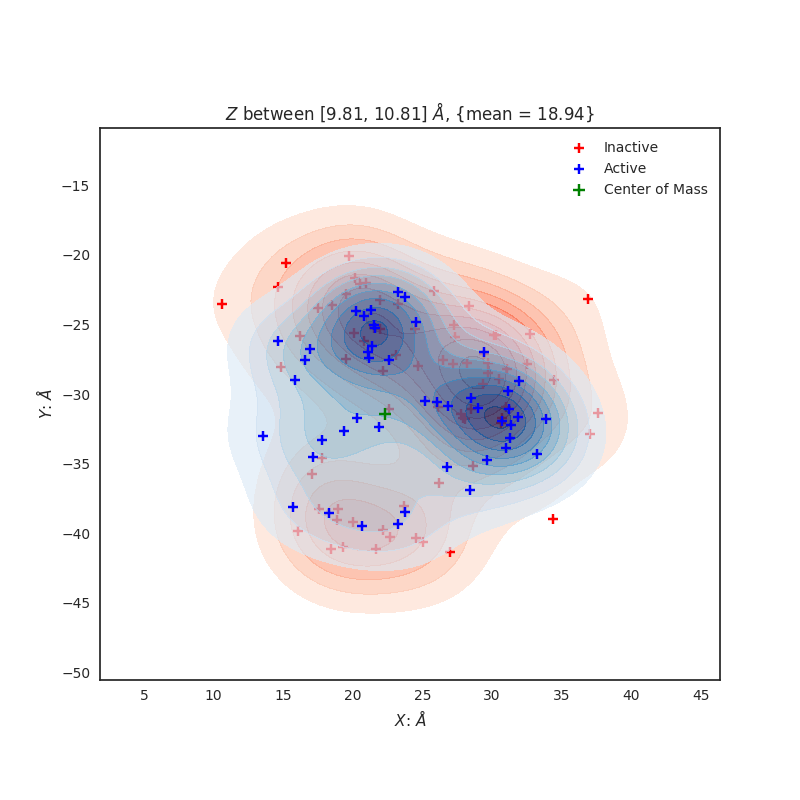 Z between [9.81, 10.81] Å, {mean = 18.94}
Inactive
Active
Center of Mass
−15
−20
−25
−30
−35
−40
−45
−50
Y: Å
5 10 15 20 25 30 35 40 45
X: Å